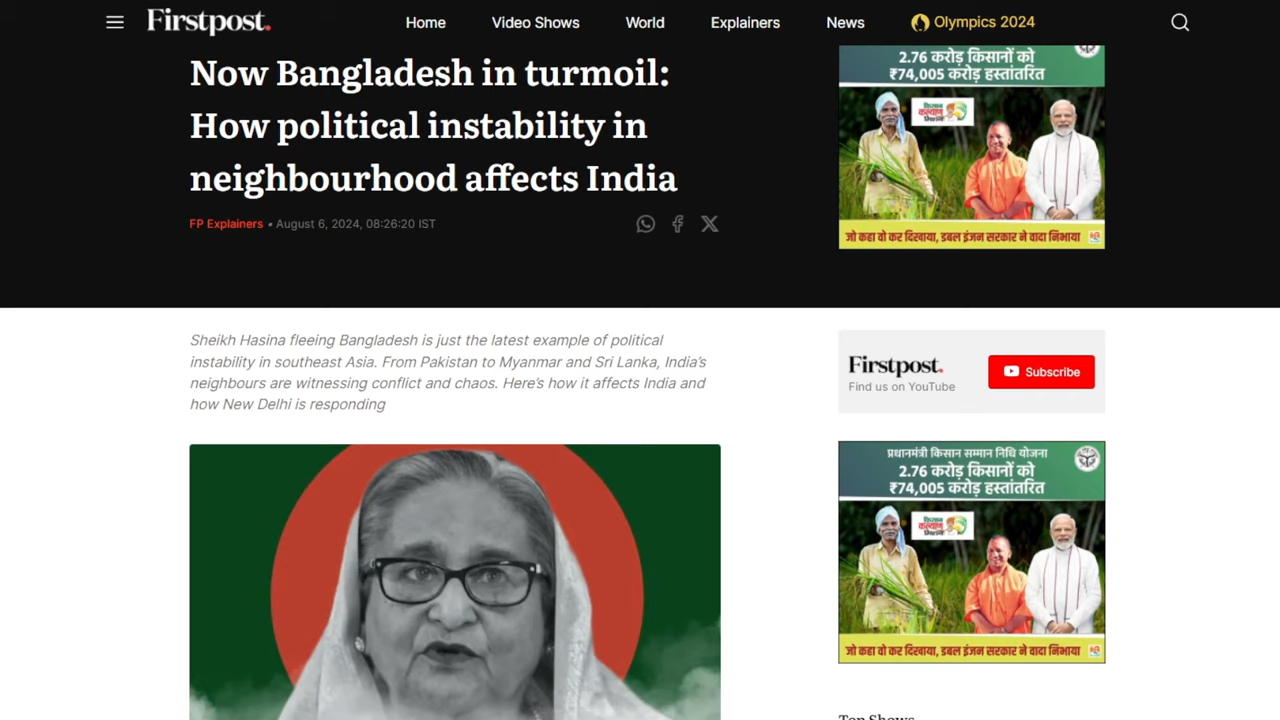 Firstpost.
Home
Video Shows
World
Explainers
News
Olympics 2024
Now Bangladesh in turmoil:
How political instability in
neighbourhood affects India
FP Explainers • August 6, 2024, 08:26:20 IST
2.76 करोड़ किसानों को
₹74,005 करोड़ हस्तांतरित
किसान
कल्याण
जो कहा वो कर दिखाया, डबल इंजन सरकार ने वादा निभाया
Sheikh Hasina fleeing Bangladesh is just the latest example of political
instability in southeast Asia. From Pakistan to Myanmar and Sri Lanka, India's
neighbours are witnessing conflict and chaos. Here's how it affects India and
how New Delhi is responding
Firstpost.
Find us on YouTube
Subscribe
प्रधानमंत्री किसान सम्मान निधि योजना
2.76 करोड़ किसानों को
₹74,005 करोड़ हस्तांतरित
किसान
कल्याण
जो कहा वो कर दिखाया, डबल इंजन सरकार ने वादा निभाया
Top Shows